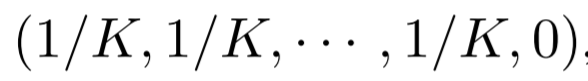 (1/K, 1/K, ··· , 1/K, 0).